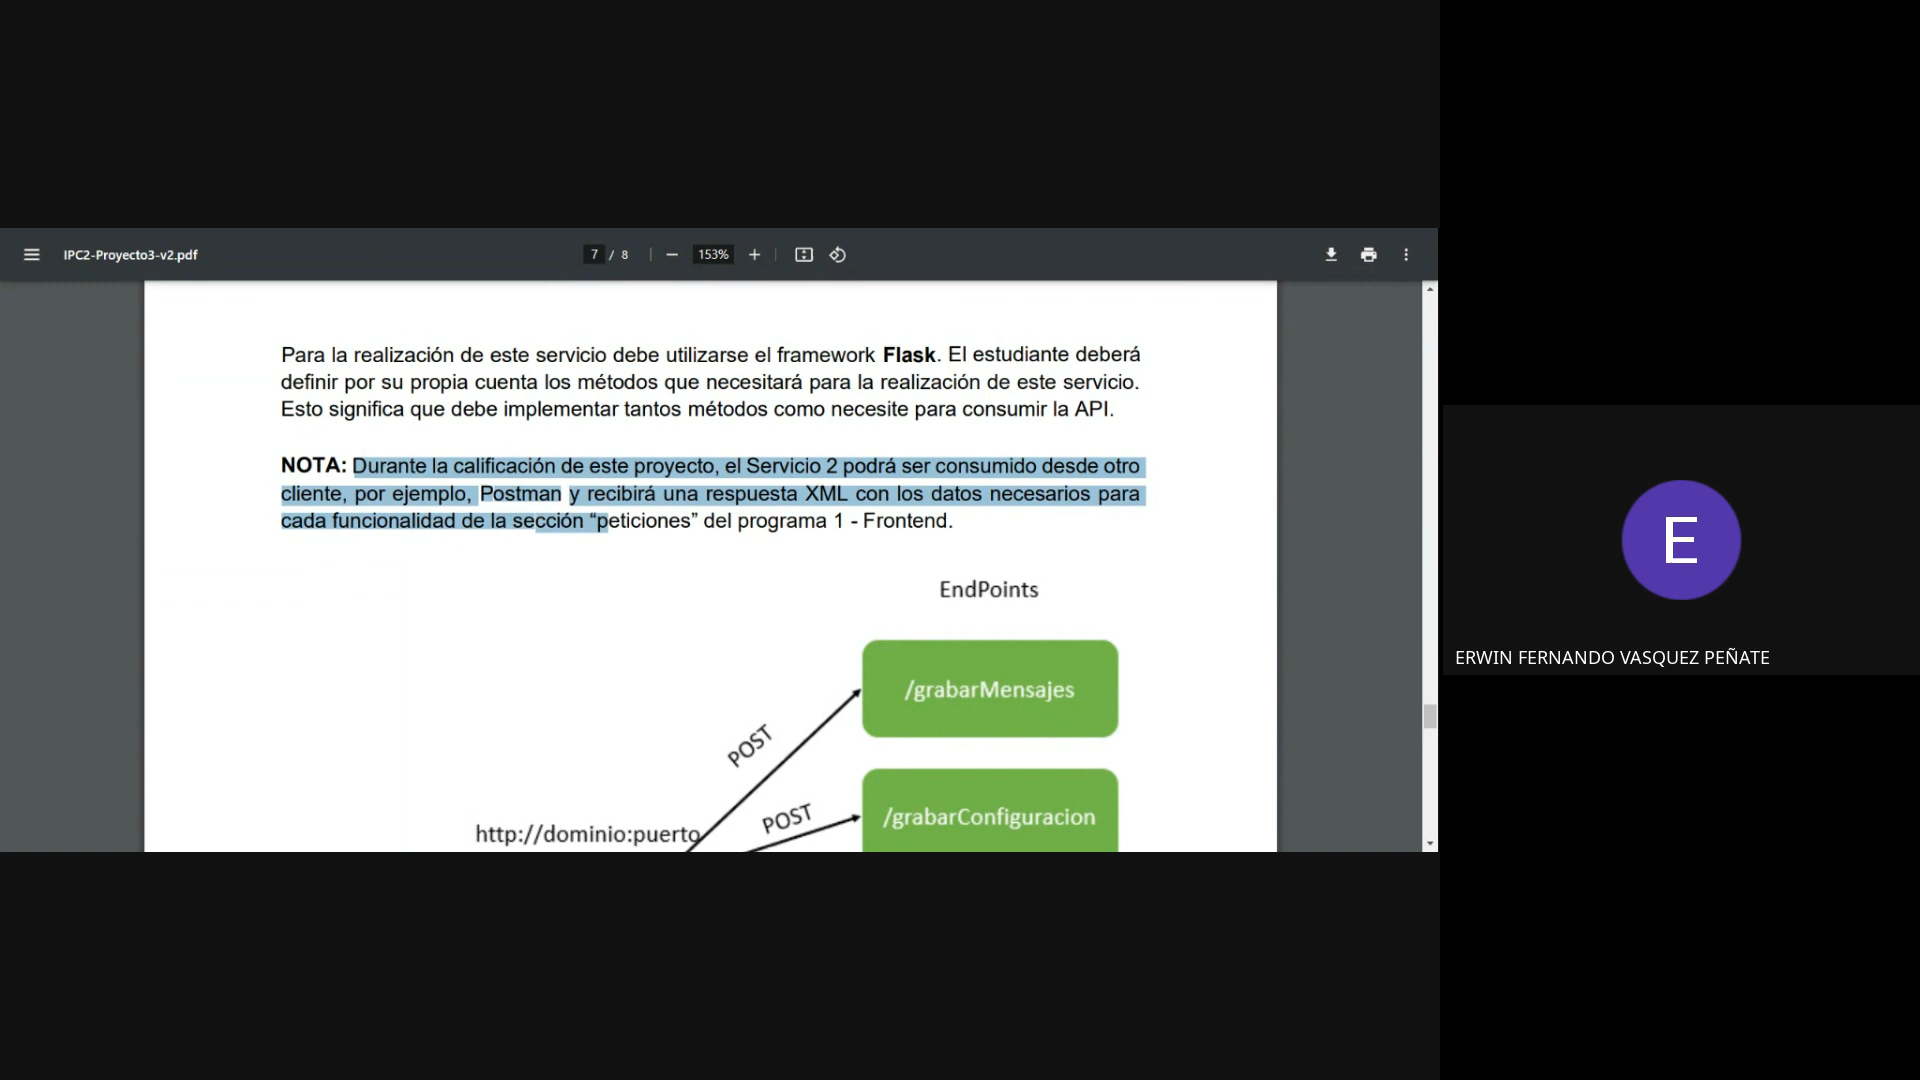 IPC2-Proyecto3-v2.pdf
7 / 8
153%
Para la realización de este servicio debe utilizarse el framework Flask. El estudiante deberá
definir por su propia cuenta los métodos que necesitará para la realización de este servicio.
Esto significa que debe implementar tantos métodos como necesite para consumir la API.
NOTA: Durante la calificación de este proyecto, el Servicio 2 podrá ser consumido desde otro
cliente, por ejemplo, Postman y recibirá una respuesta XML con los datos necesarios para
cada funcionalidad de la sección “peticiones” del programa 1 - Frontend.
EndPoints
/grabarMensajes
POST
POST
/grabarConfiguracion
http://dominio:puerto
E
ERWIN FERNANDO VASQUEZ PEÑATE